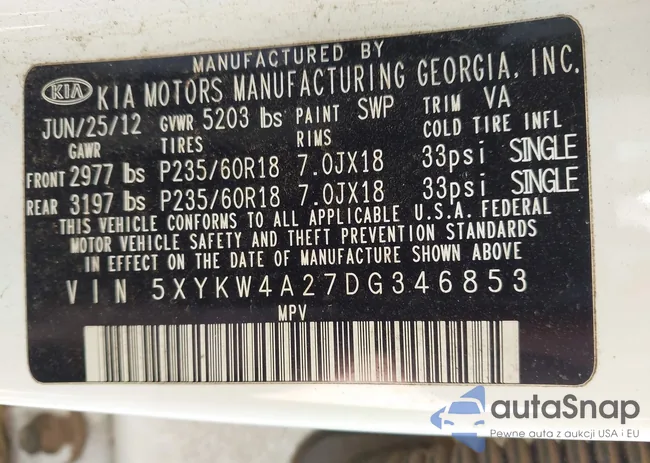 MANUFACTURED BY
KIA KIA MOTORS MANUFACTURING GEORGIA, INC.
JUN/25/12 GVWR 5203 lbs PAINT SWP TRIM VA
GAWR TIRES RIMS COLD TIRE INFL
FRONT 2977 lbs P235/60R18 7.0JX18 33psi SINGLE
REAR 3197 lbs P235/60R18 7.0JX18 33psi SINGLE
THIS VEHICLE CONFORMS TO ALL APPLICABLE U.S.A. FEDERAL
MOTOR VEHICLE SAFETY AND THEFT PREVENTION STANDARDS
IN EFFECT ON THE DATE OF MANUFACTURE SHOWN ABOVE
VIN 5XYKW4A27DG346853
MPV
autaSnap
Pewne auta z aukcji USA i EU